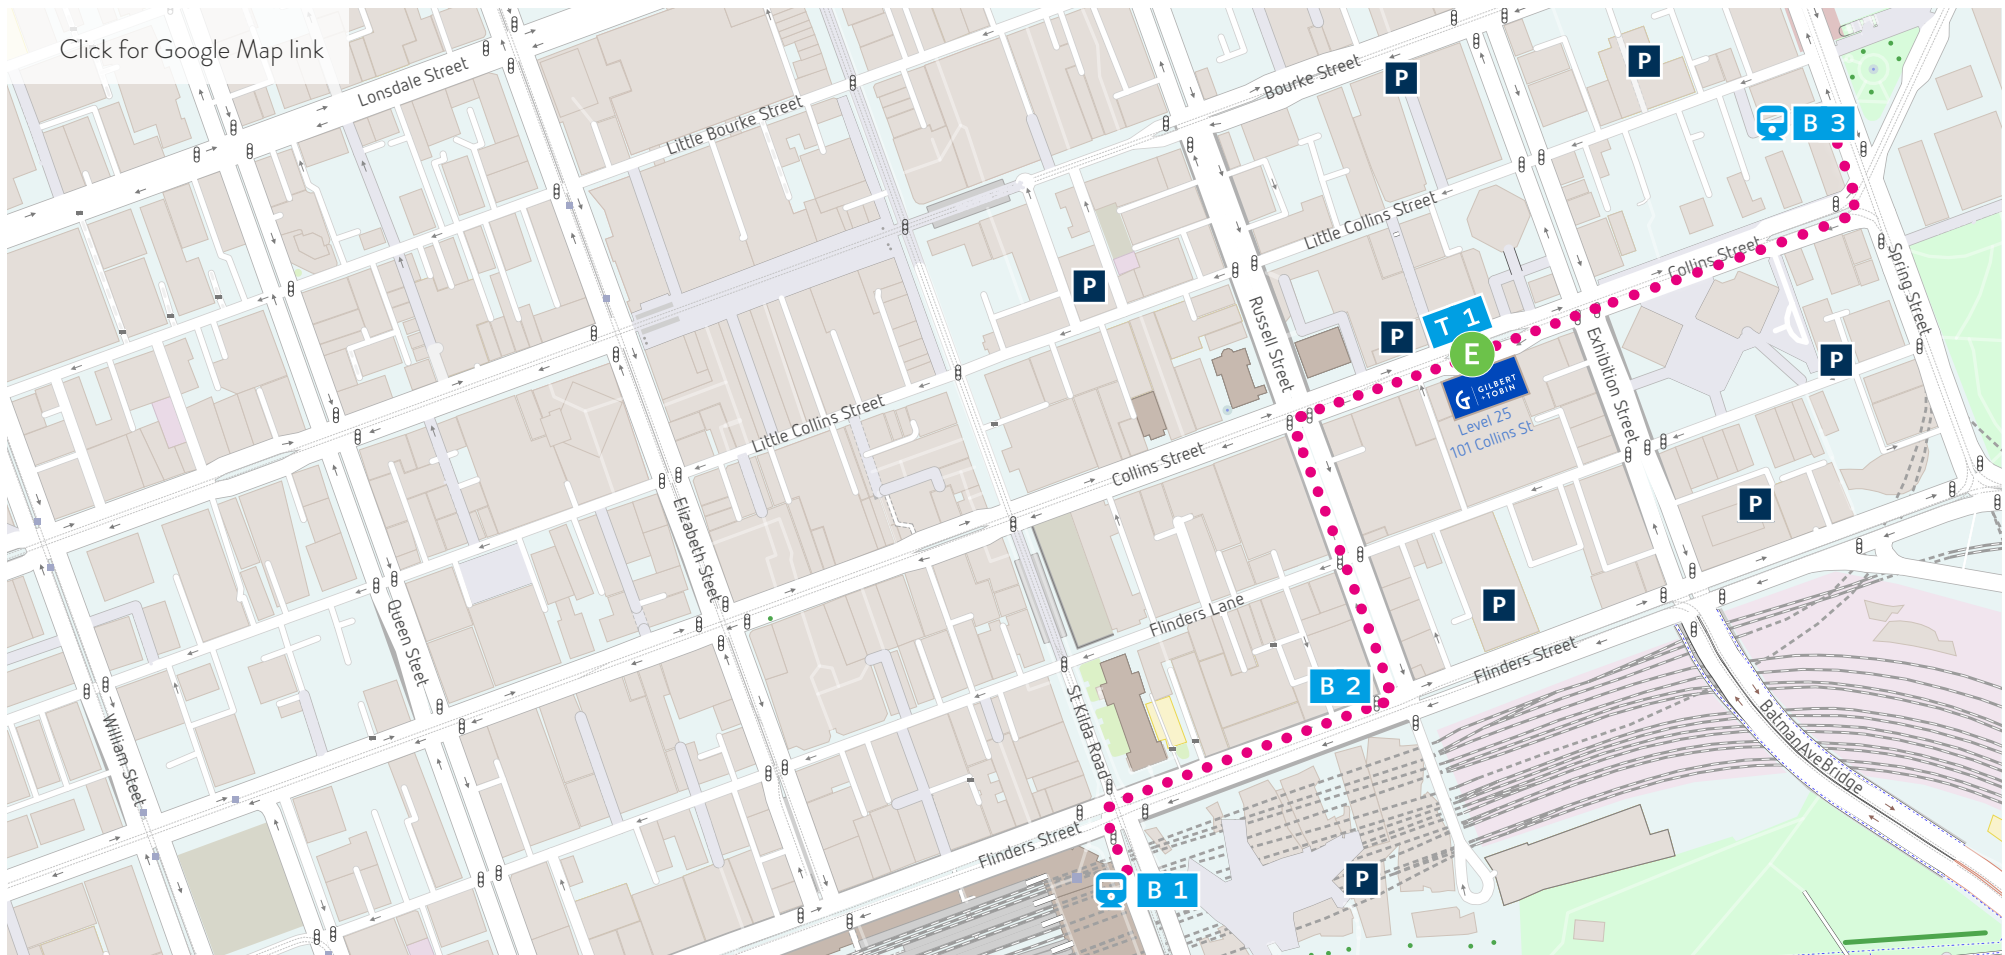 Click for Google Map link
Lonsdale Street
Little Bourke Street
Bourke Street
P
P
B 3
Little Collins Street
Collins Street
Spring Street
P
Russell Street
P
T 1
E
GILBERT
+TOBIN
Level 25
101 Collins St
Exhibition Street
P
Little Collins Street
Collins Street
Elizabeth Street
P
Queen Street
Flinders Lane
P
Flinders Street
B 2
St Kilda Road
William Street
Batman Ave Bridge
Flinders Street
P
B 1